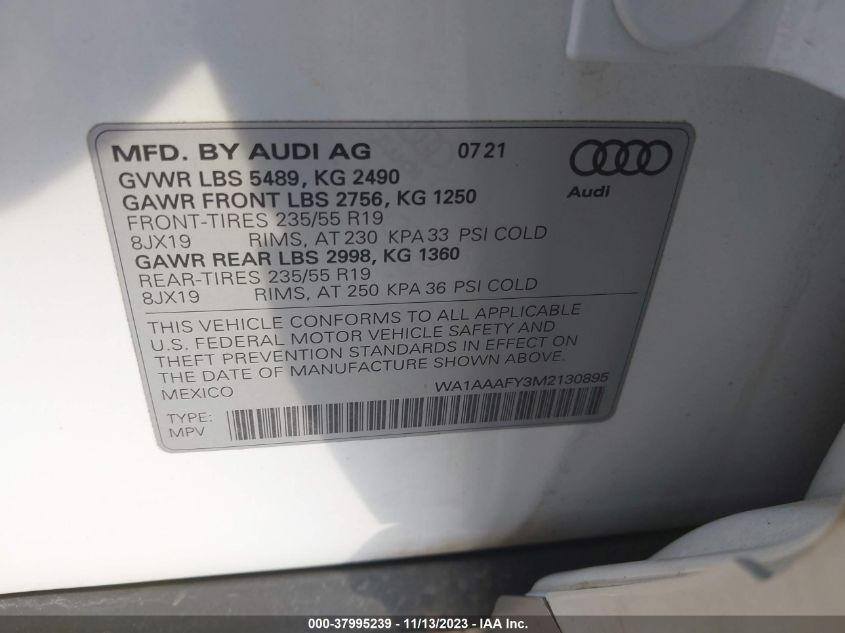 MFD. BY AUDI AG 07 21
GVWR LBS 5489, KG 2490
GAWR FRONT LBS 2756, KG 1250
Audi
FRONT-TIRES 235/55 R19
8JX19 RIMS, AT 230 KPA 33 PSI COLD
GAWR REAR LBS 2998, KG 1360
REAR-TIRES 235/55 R19
8JX19 RIMS, AT 250 KPA 36 PSI COLD
THIS VEHICLE CONFORMS TO ALL APPLICABLE
U.S. FEDERAL MOTOR VEHICLE SAFETY AND
THEFT PREVENTION STANDARDS IN EFFECT ON
THE DATE OF MANUFACTURE SHOWN ABOVE.
MEXICO WA1AAAFY3M2130895
TYPE:
MPV
000-37995239 - 11/13/2023 - IAA Inc.